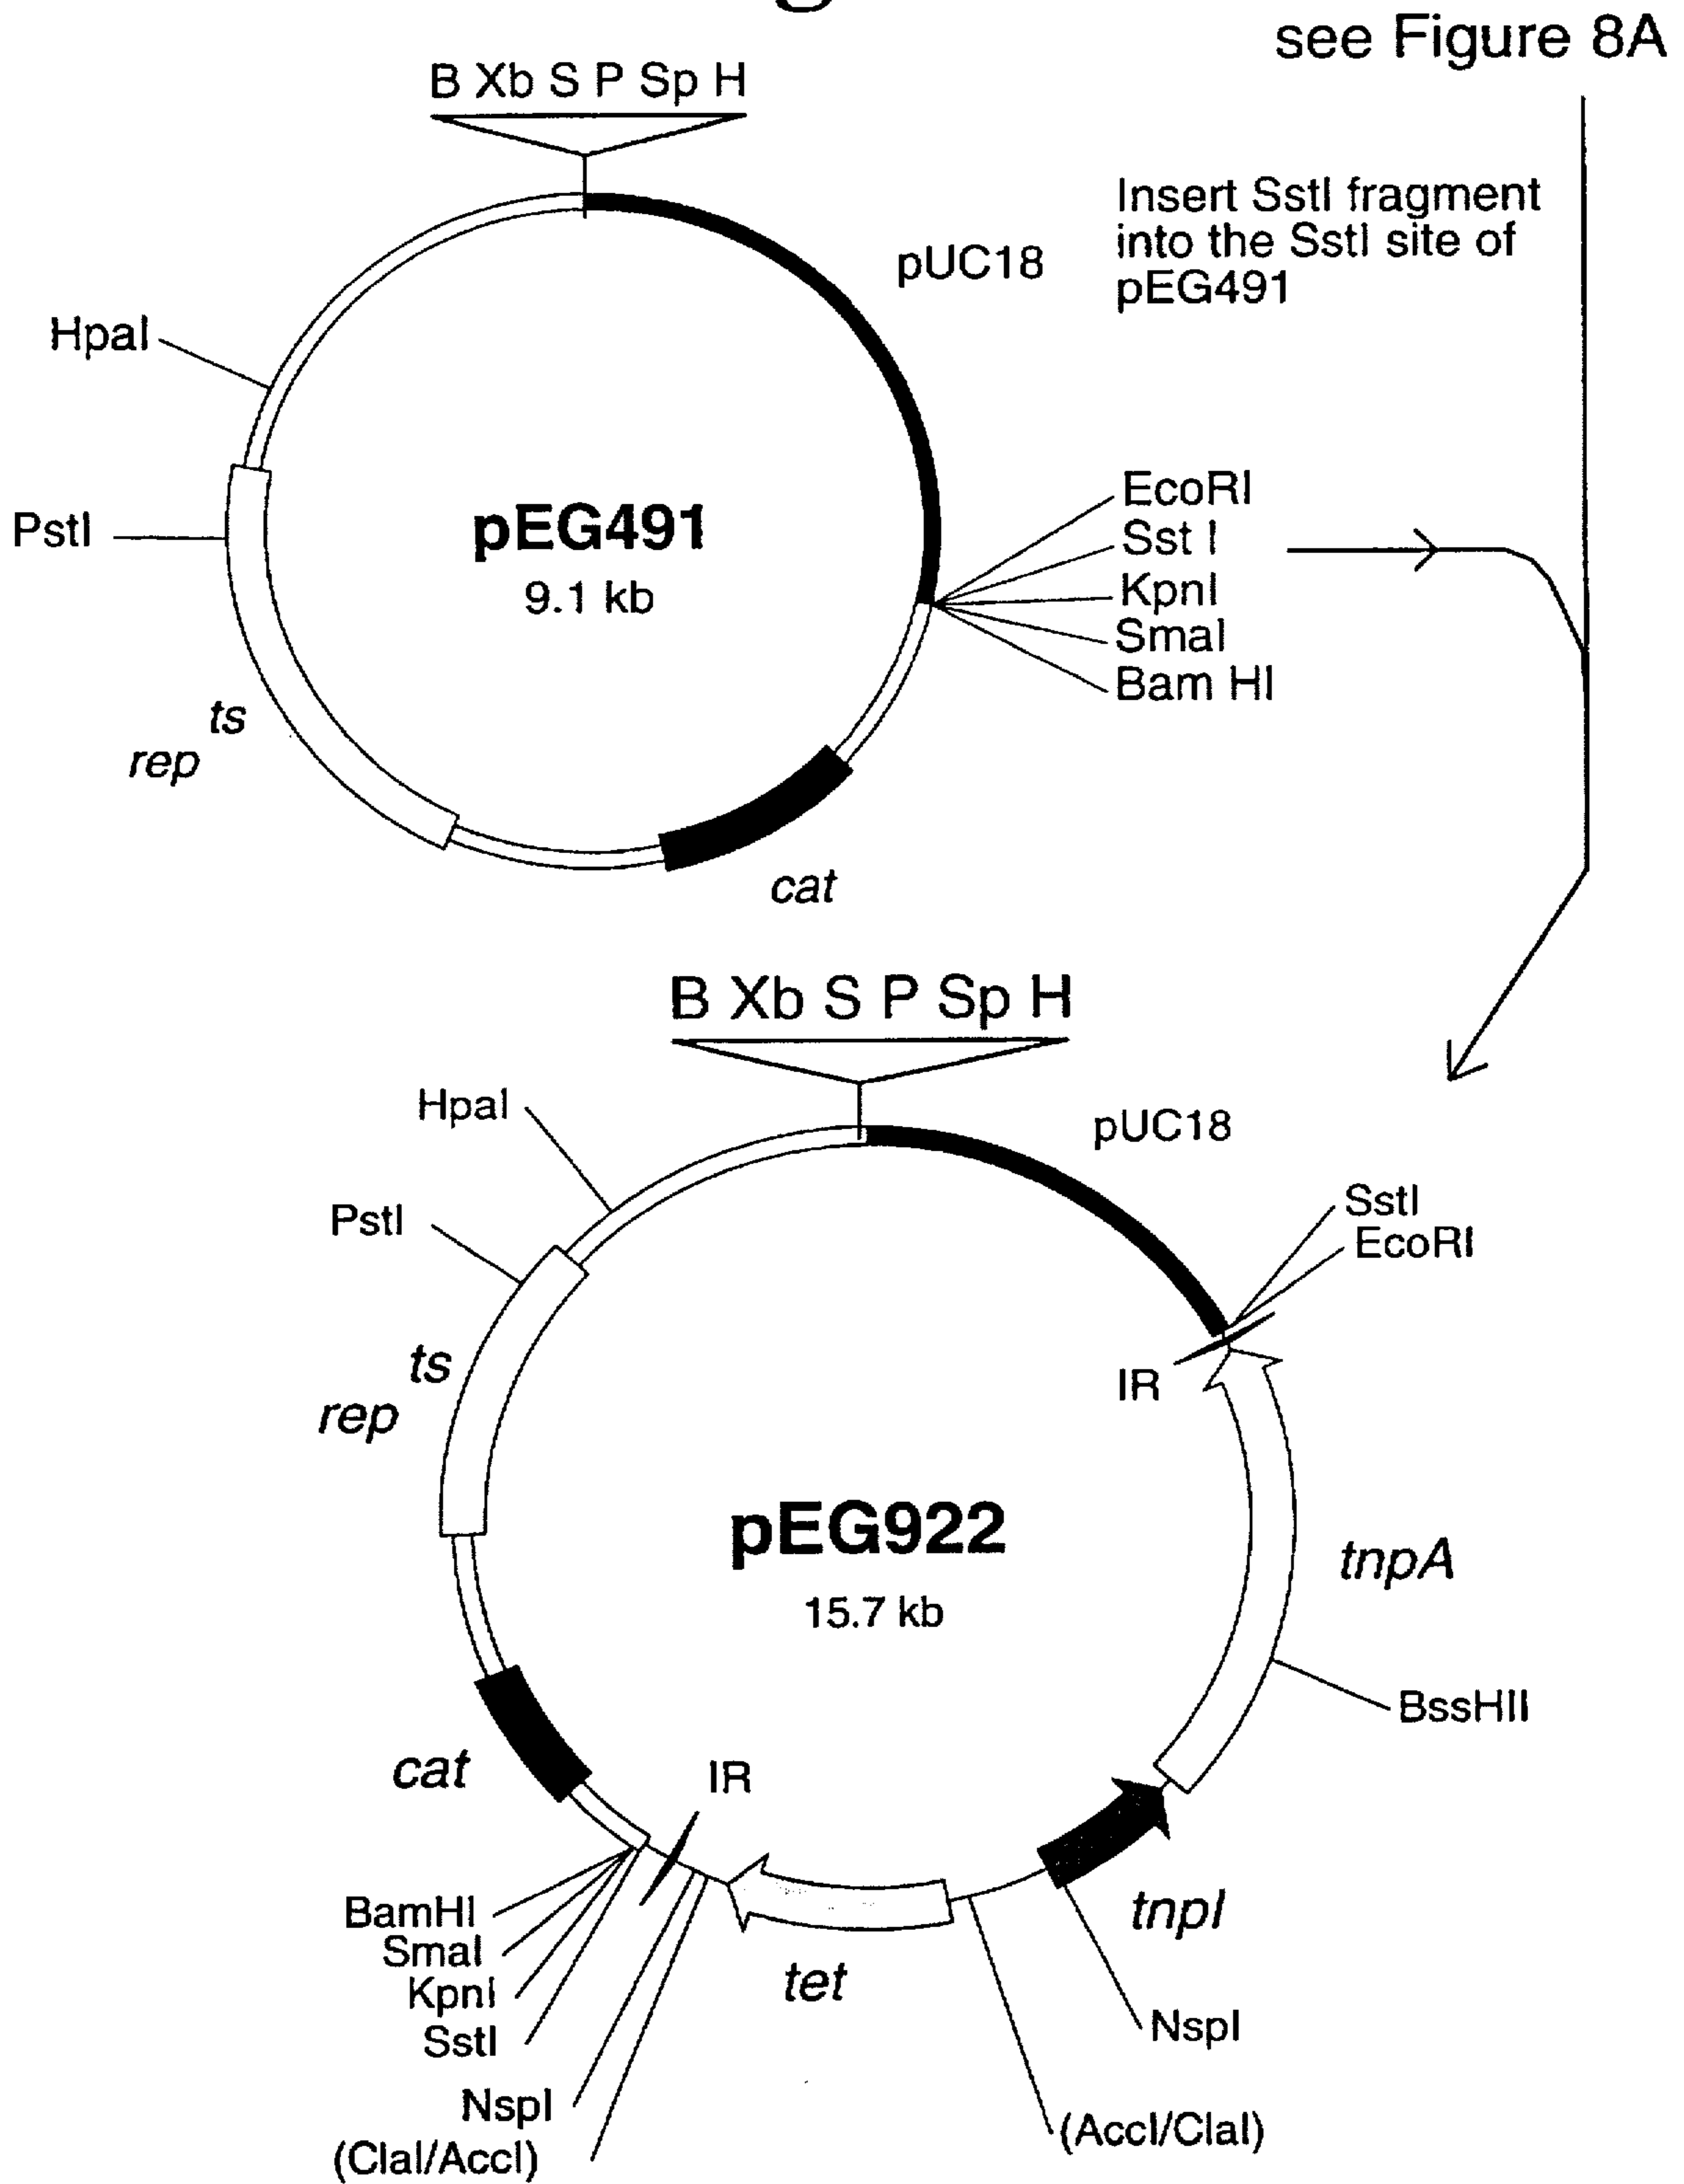 see Figure 8A
B Xb S P Sp H
Insert SstI fragment
into the SstI site of
pEG491
pUC18
HpaI
PstI
pEG491
9.1 kb
EcoRI
Sst I
KpnI
SmaI
Bam HI
ts
rep
cat
B Xb S P Sp H
HpaI
pUC18
PstI
SstI
EcoRI
IR
ts
rep
pEG922
15.7 kb
tnpA
BssHII
cat
IR
tnpI
BamHI
SmaI
KpnI
SstI
tet
NspI
NspI
(ClaI/AccI)
(AccI/ClaI)